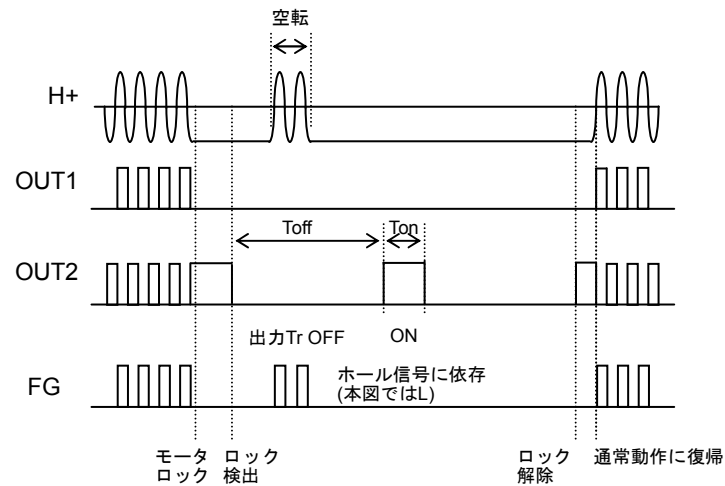 空転
H+
OUT1
Toff
Ton
OUT2
出力Tr OFF
ON
FG
ホール信号に依存
(本図ではL)
モータ
ロック
ロック
検出
ロック
解除
通常動作に復帰